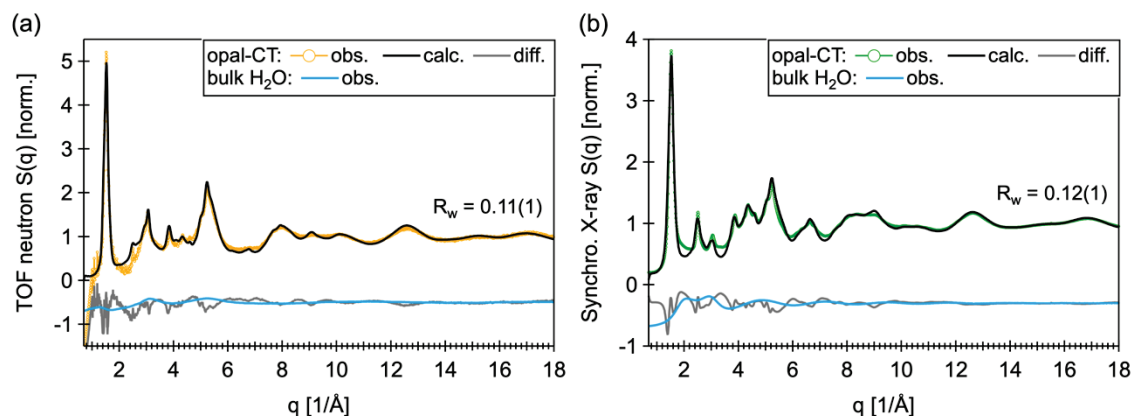 (a)
TOF neutron S(q) [norm.]
5
4
3
2
1
0
-1
opal-CT: obs. calc. diff.
bulk H₂O: obs.
R_w = 0.11(1)
2 4 6 8 10 12 14 16 18
q [1/Å]
(b)
Synchro. X-ray S(q) [norm.]
4
3
2
1
0
-1
opal-CT: obs. calc. diff.
bulk H₂O: obs.
R_w = 0.12(1)
2 4 6 8 10 12 14 16 18
q [1/Å]